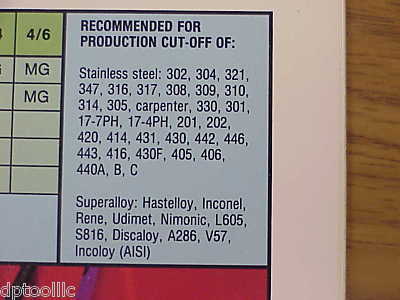 RECOMMENDED FOR
PRODUCTION CUT-OFF OF:
4/6
MG
MG
Stainless steel: 302, 304, 321,
347, 316, 317, 308, 309, 310,
314, 305, carpenter, 330, 301,
17-7PH, 17-4PH, 201, 202,
420, 414, 431, 430, 442, 446,
443, 416, 430F, 405, 406,
440A, B, C
Superalloy: Hastelloy, Inconel,
Rene, Udimet, Nimonic, L605,
S816, Discaloy, A286, V57,
Incoloy (AISI)
© dptoolllc